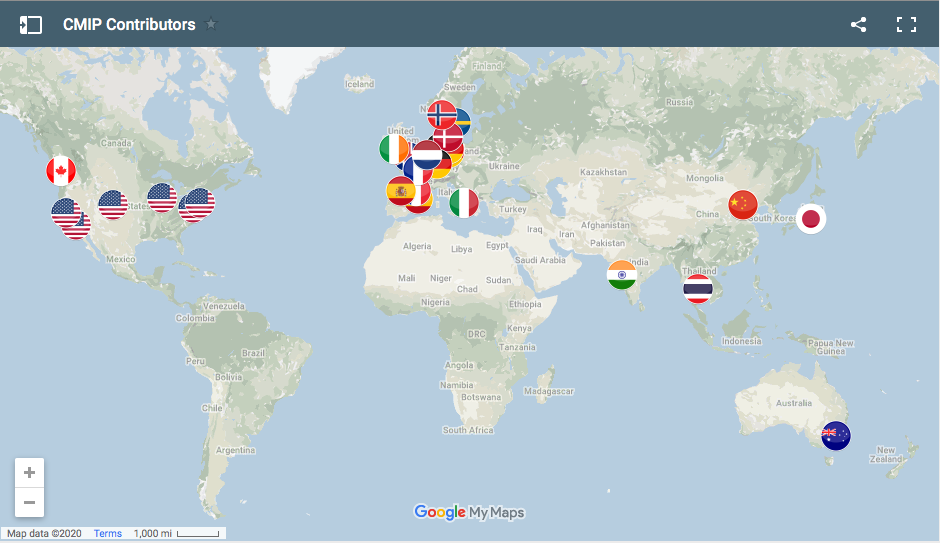 CMIP Contributors
Iceland
Finland
Sweden
Russia
Canada
United
Ukraine
Kazakhstan
Mongolia
States
Italy
Turkey
China
South Korea
Iraq
Iran
Afghanistan
Pakistan
Algeria
Libya
Egypt
Saudi Arabia
India
Mexico
Thailand
Mali
Niger
Chad
Sudan
Nigeria
Ethiopia
Venezuela
Colombia
DRC
Kenya
Tanzania
Indonesia
Papua New
Guinea
Brazil
Peru
Bolivia
Angola
Namibia
Botswana
Madagascar
Chile
Australia
South Africa
Argentina
New
Zealand
+
−
Google My Maps
Map data ©2020 Terms 1,000 mi